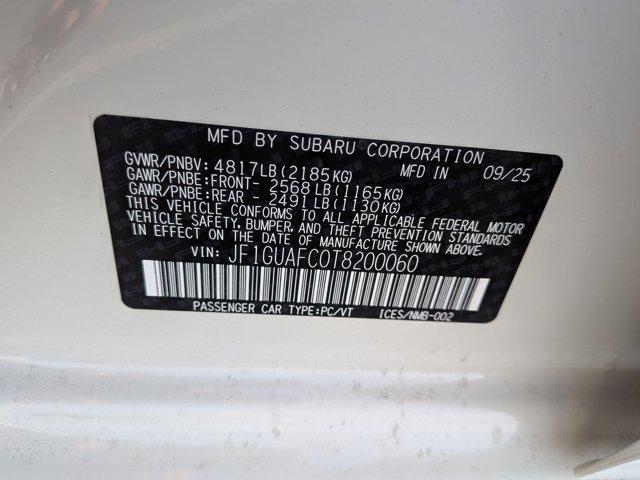 MFD BY SUBARU CORPORATION
GVWR/PNBV: 4817LB(2185KG) MFD IN 09/25
GAWR/PNBE:FRONT- 2568LB(1165KG)
GAWR/PNBE:REAR - 2491LB(1130KG)
THIS VEHICLE CONFORMS TO ALL APPLICABLE FEDERAL MOTOR
VEHICLE SAFETY, BUMPER, AND THEFT PREVENTION STANDARDS
IN EFFECT ON THE DATE OF MANUFACTURE SHOWN ABOVE.
VIN: JF1GUAFC0T8200060
PASSENGER CAR TYPE:PC/VT ICES/NMB-002